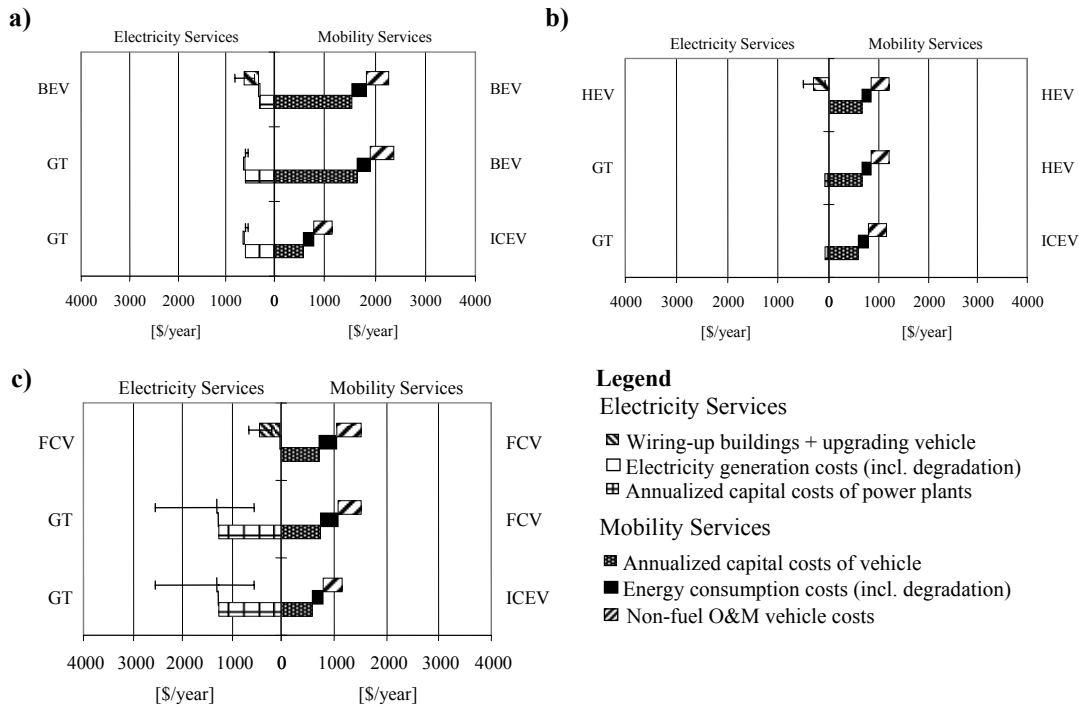 a)
Electricity Services Mobility Services
BEV BEV
GT BEV
GT ICEV
4000 3000 2000 1000 0 1000 2000 3000 4000
[$/year] [$/year]
b)
Electricity Services Mobility Services
HEV HEV
GT HEV
GT ICEV
4000 3000 2000 1000 0 1000 2000 3000 4000
[$/year] [$/year]
c)
Electricity Services Mobility Services
FCV FCV
GT FCV
GT ICEV
4000 3000 2000 1000 0 1000 2000 3000 4000
[$/year] [$/year]
Legend
Electricity Services
Wiring-up buildings + upgrading vehicle
Electricity generation costs (incl. degradation)
Annualized capital costs of power plants
Mobility Services
Annualized capital costs of vehicle
Energy consumption costs (incl. degradation)
Non-fuel O&M vehicle costs